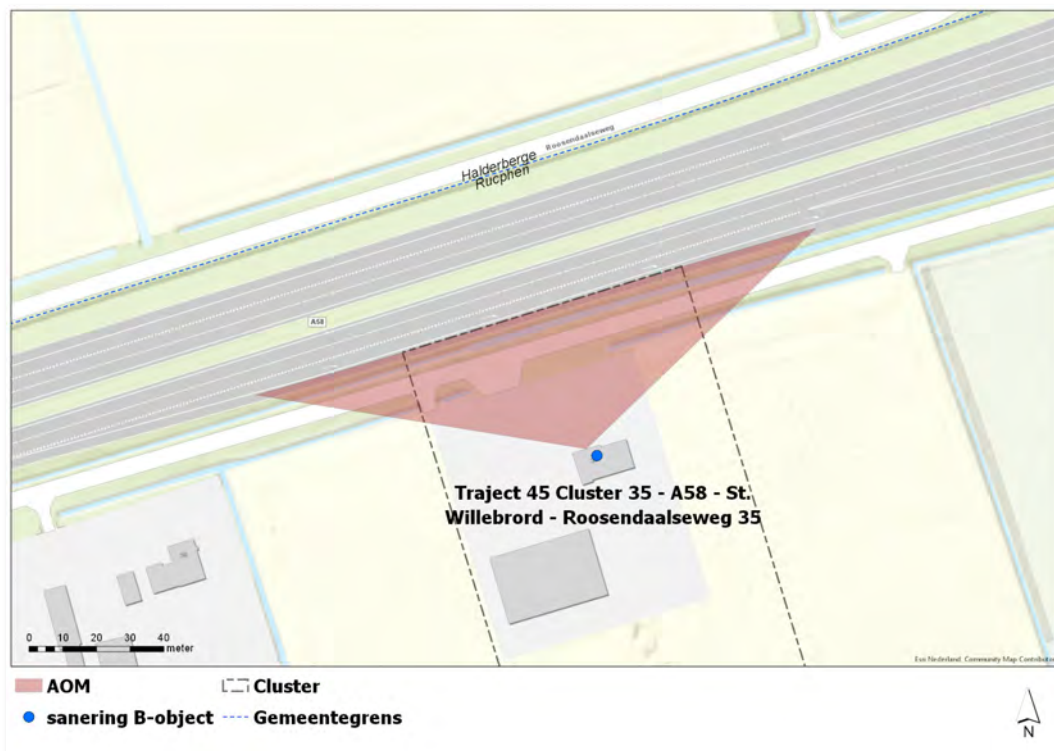 Roosendaalseweg
Halderberge
Rucphen
A58
Traject 45 Cluster 35 - A58 - St.
Willebrord - Roosendaalseweg 35
0 10 20 30 40
meter
Esri Nederland, Community Map Contributors
AOM
Cluster
sanering B-object
Gemeentegrens
N